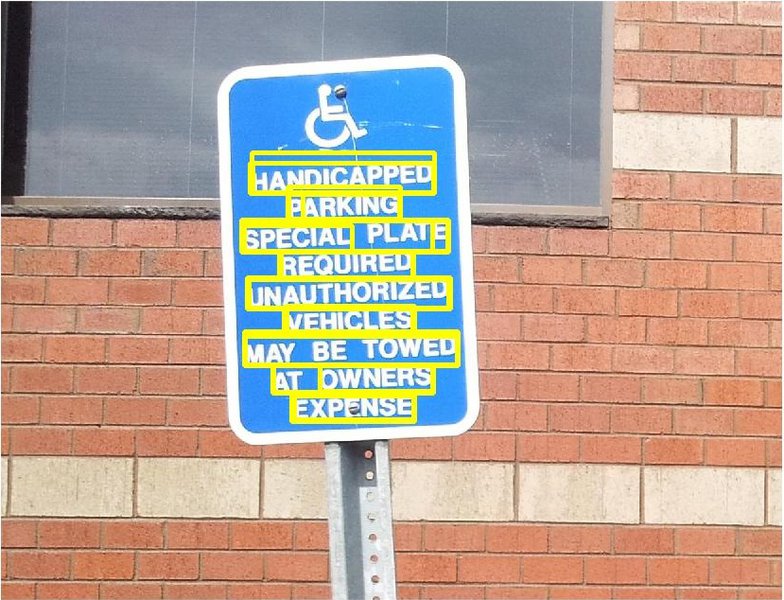 HANDICAPPED
PARKING
SPECIAL PLATE
REQUIRED
UNAUTHORIZED
VEHICLES
MAY BE TOWED
AT OWNERS
EXPENSE